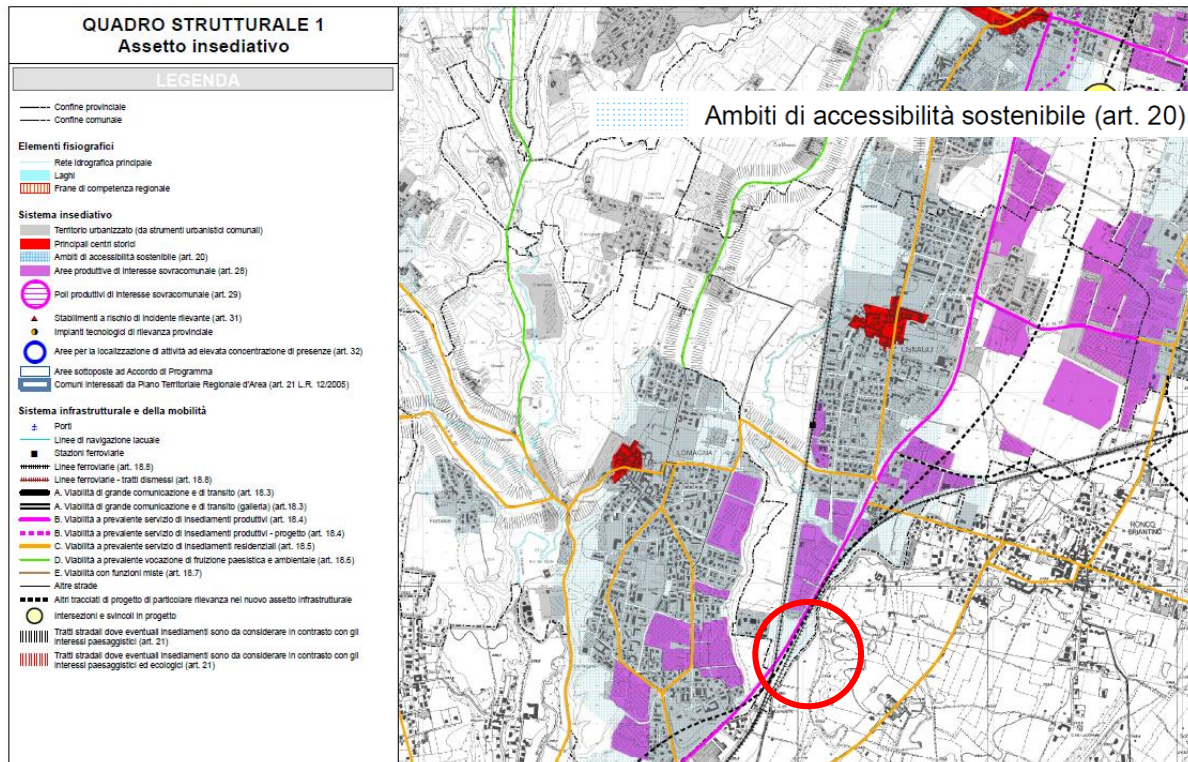 QUADRO STRUTTURALE 1
Assetto insediativo
LEGENDA
Confine provinciale
Confine comunale
Elementi fisiografici
Rete idrografica principale
Laghi
Frane di competenza regionale
Sistema insediativo
Territorio urbanizzato (da strumenti urbanistici comunali)
Principali centri storici
Ambiti di accessibilità sostenibile (art. 20)
Aree produttive di interesse sovracomunale (art. 28)
Poli produttivi di interesse sovracomunale (art. 29)
Stabilimenti a rischio di incidente rilevante (art. 31)
Impianti tecnologici di rilevanza provinciale
Aree per la localizzazione di attività ad elevata concentrazione di presenze (art. 32)
Aree sottoposte ad Accordo di Programma
Comuni interessati da Piano Territoriale Regionale d'Area (art. 21 L.R. 12/2005)
Sistema infrastrutturale e della mobilità
Porti
Linee di navigazione lacuale
Stazioni ferroviarie
Linee ferroviarie (art. 18.8)
Linee ferroviarie - tratti dismessi (art. 18.8)
A. Viabilità di grande comunicazione e di transito (art. 18.3)
A. Viabilità di grande comunicazione e di transito (galleria) (art.18.3)
B. Viabilità a prevalente servizio di insediamenti produttivi (art. 18.4)
B. Viabilità a prevalente servizio di insediamenti produttivi - progetto (art. 18.4)
C. Viabilità a prevalente servizio di insediamenti residenziali (art. 18.5)
D. Viabilità a prevalente vocazione di fruizione paesistica e ambientale (art. 18.6)
E. Viabilità con funzioni miste (art. 18.7)
Altre strade
Altri tracciati di progetto di particolare rilevanza nel nuovo assetto infrastrutturale
Intersezioni e svincoli in progetto
Tratti stradali dove eventuali insediamenti sono da considerare in contrasto con gli
interessi paesaggistici (art. 21)
Tratti stradali dove eventuali insediamenti sono da considerare in contrasto con gli
interessi paesaggistici ed ecologici (art. 21)
Ambiti di accessibilità sostenibile (art. 20)
OSNAGO
LOMAGNA
RONCO
BRIANTINO